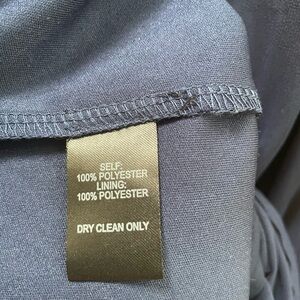 SELF:
100% POLYESTER
LINING:
100% POLYESTER
DRY CLEAN ONLY